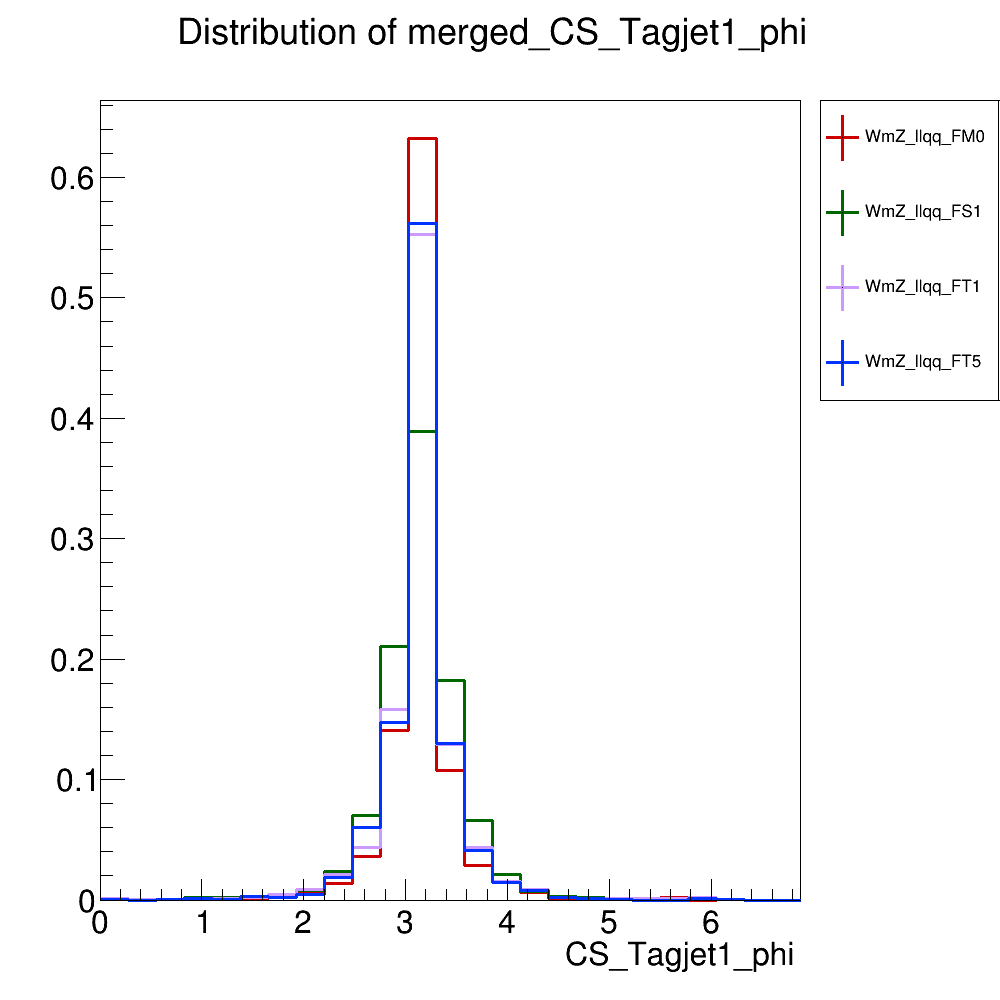 Distribution of merged_CS_Tagjet1_phi
WmZ_llqq_FM0
WmZ_llqq_FS1
WmZ_llqq_FT1
WmZ_llqq_FT5
0.6
0.5
0.4
0.3
0.2
0.1
0
0 1 2 3 4 5 6
CS_Tagjet1_phi